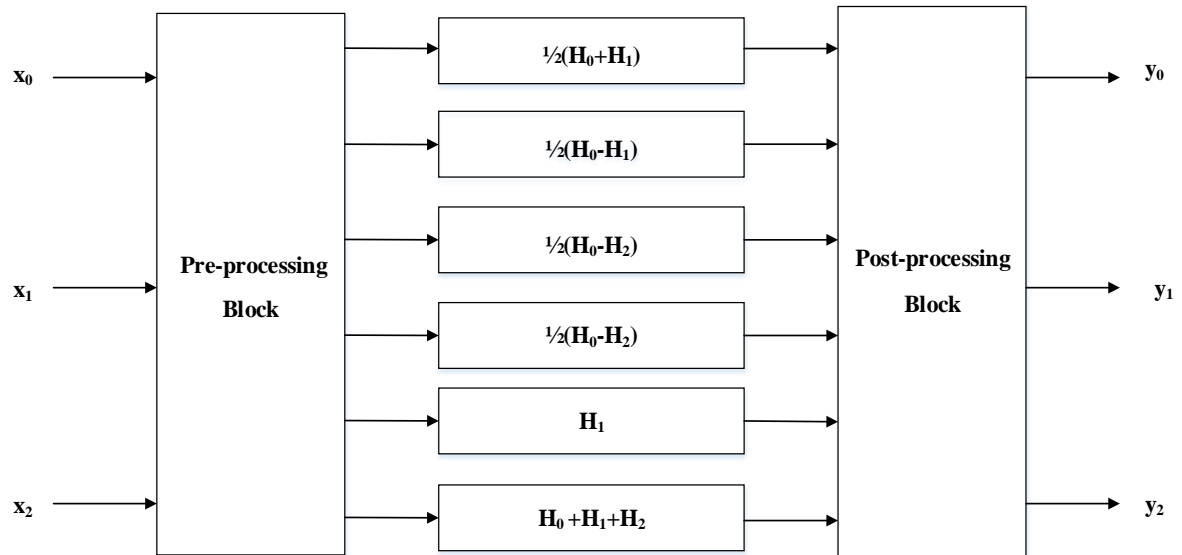 x₀
x₁
x₂
Pre-processing
Block
½(H₀+H₁)
½(H₀-H₁)
½(H₀-H₂)
½(H₀-H₂)
H₁
H₀+H₁+H₂
Post-processing
Block
y₀
y₁
y₂